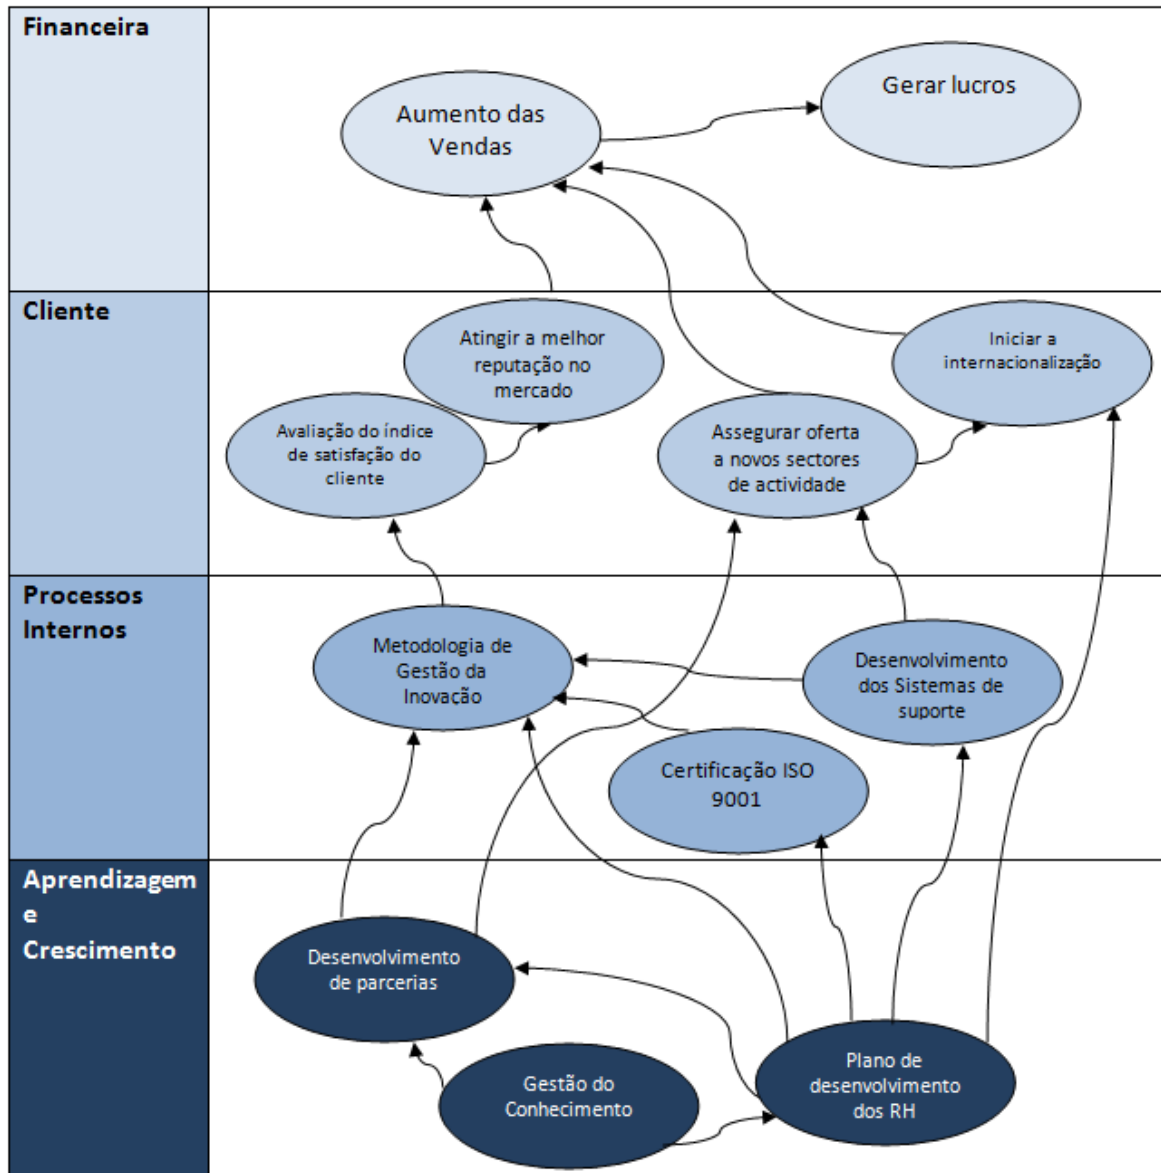 Financeira
Aumento das
Vendas
Gerar lucros
Cliente
Atingir a melhor
reputação no
mercado
Iniciar a
internacionalização
Avaliação do índice
de satisfação do
cliente
Assegurar oferta
a novos sectores
de actividade
Processos
Internos
Metodologia de
Gestão da
Inovação
Desenvolvimento
dos Sistemas de
suporte
Certificação ISO
9001
Aprendizagem
e
Crescimento
Desenvolvimento
de parcerias
Gestão do
Conhecimento
Plano de
desenvolvimento
dos RH